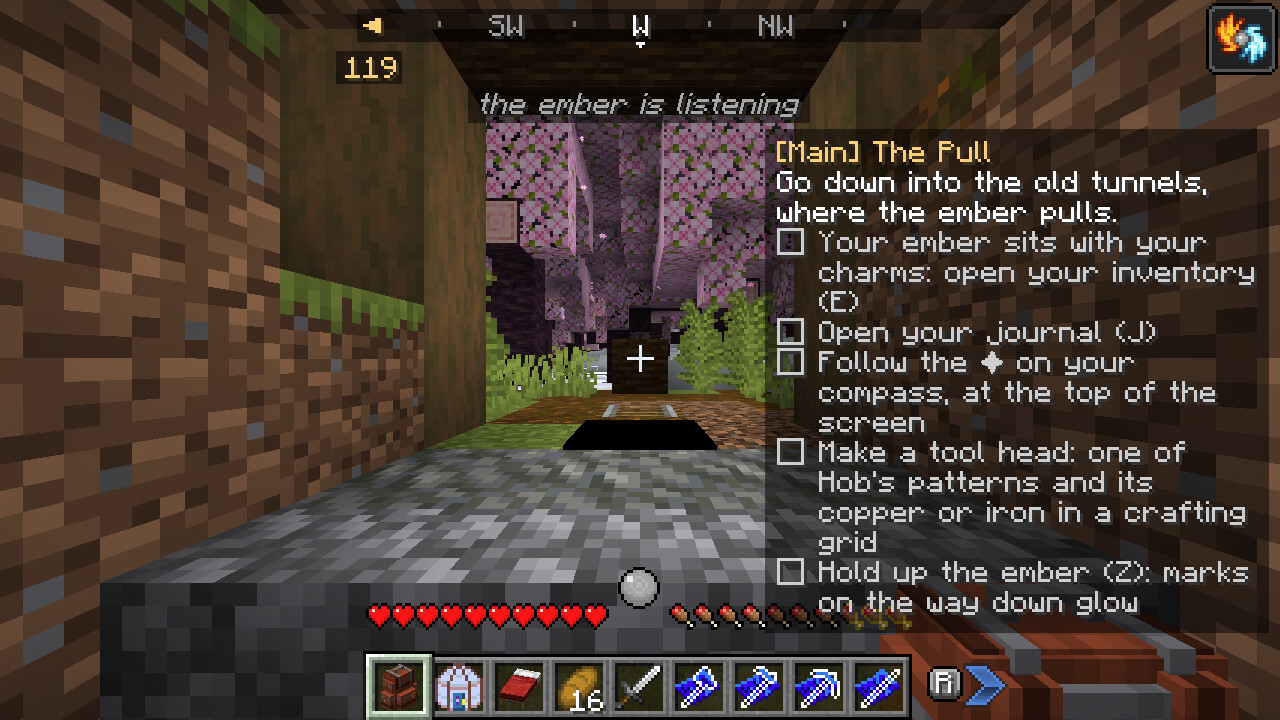 SW W NW
119
the ember is listening
[Main] The Pull
Go down into the old tunnels,
where the ember pulls.
Your ember sits with your
charms: open your inventory
(E)
Open your journal (J)
Follow the ✦ on your
compass, at the top of the
screen
Make a tool head: one of
Hob's patterns and its
copper or iron in a crafting
grid
Hold up the ember (Z): marks
on the way down glow
16
R